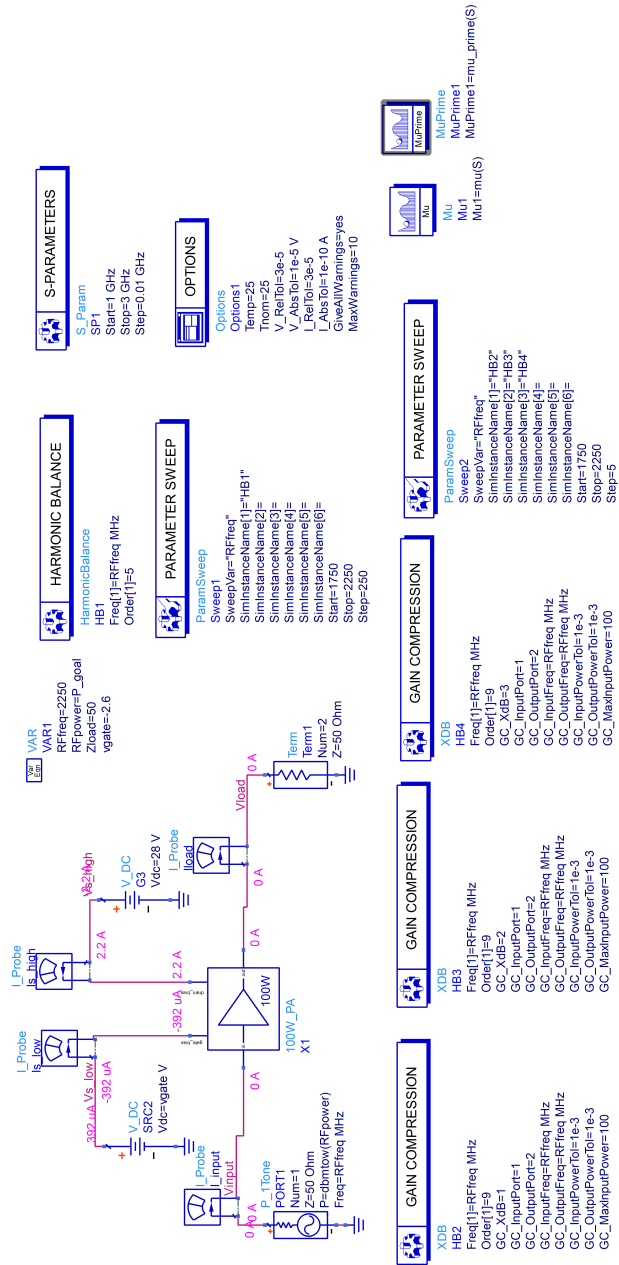 I_Probe
I_input
Vinput
0 A
0 A
P_1Tone
PORT1
Num=1
Z=50 Ohm
P=dbmtow(RFpower)
Freq=RFfreq MHz
+
-
392 uA
Vs_low
-392 uA
V_DC
SRC2
Vdc=vgate V
+
-
I_Probe
Is_low
-392 uA
gate_bias
0 A
100W
100W_PA
X1
I_Probe
Is_high
2.2 A
2.2 A
Vs_high
2.2 A
drain_bias
V_DC
G3
Vdc=28 V
+
-
0 A
0 A
I_Probe
Iload
Vload
0 A
Term
Term1
Num=2
Z=50 Ohm
+
-
Var
Eqn
VAR
VAR1
RFfreq=2250
RFpower=P_goal
Zload=50
vgate=-2.6
HARMONIC BALANCE
HarmonicBalance
HB1
Freq[1]=RFfreq MHz
Order[1]=5
PARAMETER SWEEP
ParamSweep
Sweep1
SweepVar="RFfreq"
SimInstanceName[1]="HB1"
SimInstanceName[2]=
SimInstanceName[3]=
SimInstanceName[4]=
SimInstanceName[5]=
SimInstanceName[6]=
Start=1750
Stop=2250
Step=250
S-PARAMETERS
S_Param
SP1
Start=1 GHz
Stop=3 GHz
Step=0.01 GHz
OPTIONS
Options
Options1
Temp=25
Tnom=25
V_RelTol=3e-5
V_AbsTol=1e-5 V
I_RelTol=3e-5
I_AbsTol=1e-10 A
GiveAllWarnings=yes
MaxWarnings=10
GAIN COMPRESSION
XDB
HB2
Freq[1]=RFfreq MHz
Order[1]=9
GC_XdB=1
GC_InputPort=1
GC_OutputPort=2
GC_InputFreq=RFfreq MHz
GC_OutputFreq=RFfreq MHz
GC_InputPowerTol=1e-3
GC_OutputPowerTol=1e-3
GC_MaxInputPower=100
GAIN COMPRESSION
XDB
HB3
Freq[1]=RFfreq MHz
Order[1]=9
GC_XdB=2
GC_InputPort=1
GC_OutputPort=2
GC_InputFreq=RFfreq MHz
GC_OutputFreq=RFfreq MHz
GC_InputPowerTol=1e-3
GC_OutputPowerTol=1e-3
GC_MaxInputPower=100
GAIN COMPRESSION
XDB
HB4
Freq[1]=RFfreq MHz
Order[1]=9
GC_XdB=3
GC_InputPort=1
GC_OutputPort=2
GC_InputFreq=RFfreq MHz
GC_OutputFreq=RFfreq MHz
GC_InputPowerTol=1e-3
GC_OutputPowerTol=1e-3
GC_MaxInputPower=100
PARAMETER SWEEP
ParamSweep
Sweep2
SweepVar="RFfreq"
SimInstanceName[1]="HB2"
SimInstanceName[2]="HB3"
SimInstanceName[3]="HB4"
SimInstanceName[4]=
SimInstanceName[5]=
SimInstanceName[6]=
Start=1750
Stop=2250
Step=5
Mu
Mu
Mu1
Mu1=mu(S)
MuPrime
MuPrime
MuPrime1
MuPrime1=mu_prime(S)